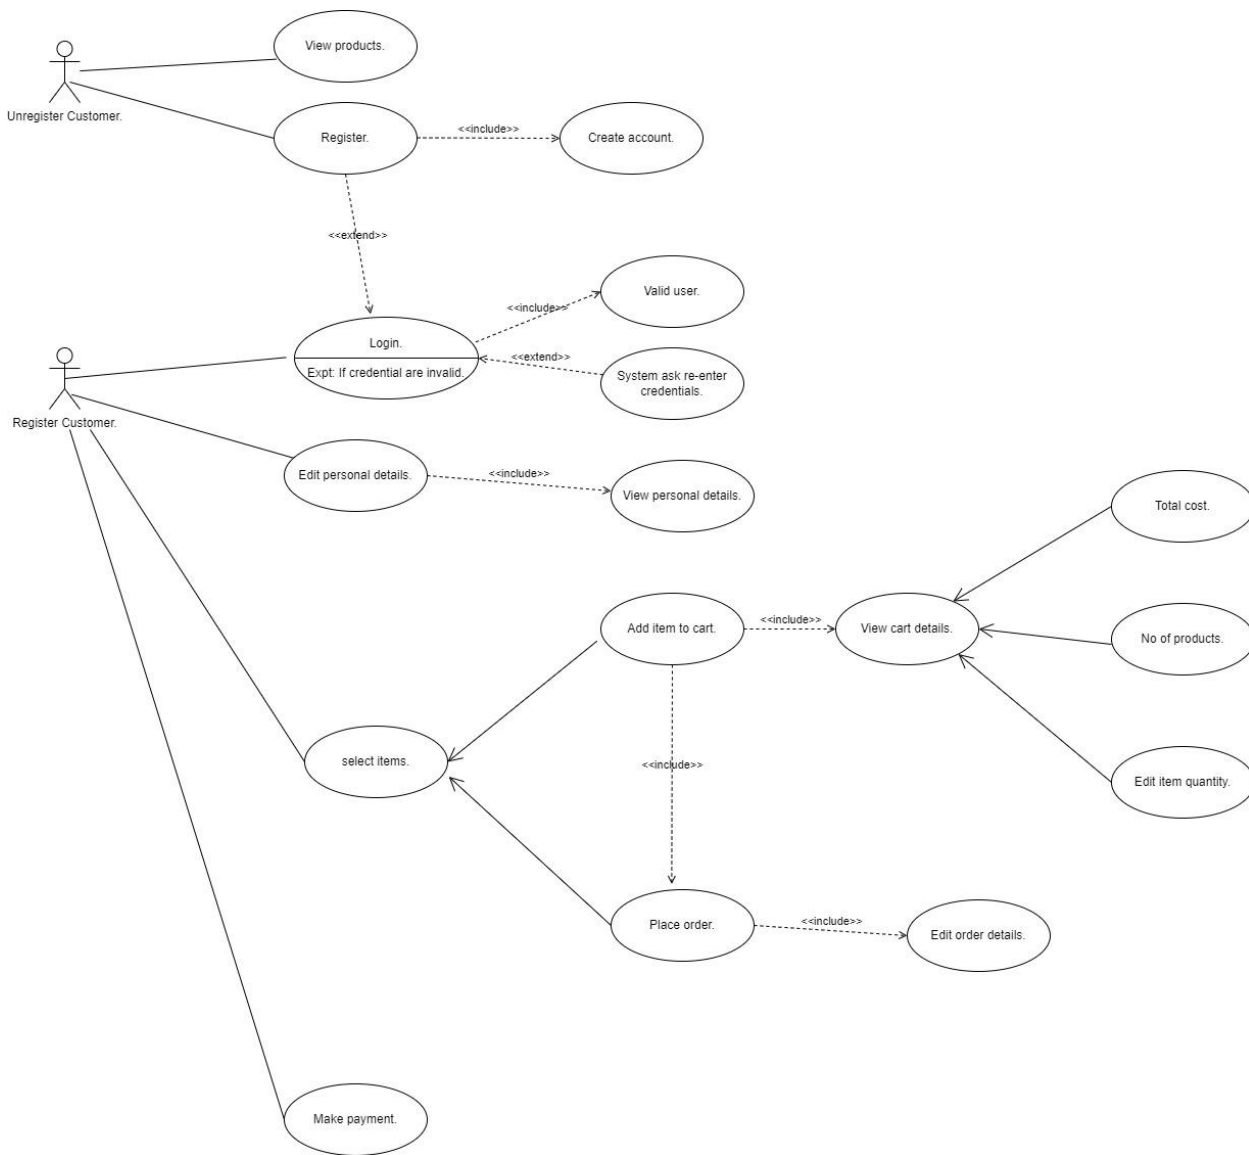 View products.
Unregister Customer.
Register.
<<include>>
Create account.
<<extend>>
Valid user.
<<include>>
Login.
Expt: If credential are invalid.
<<extend>>
System ask re-enter
credentials.
Register Customer.
Edit personal details.
<<include>>
View personal details.
Total cost.
Add item to cart.
<<include>>
View cart details.
No of products.
select items.
<<include>>
Edit item quantity.
Place order.
<<include>>
Edit order details.
Make payment.